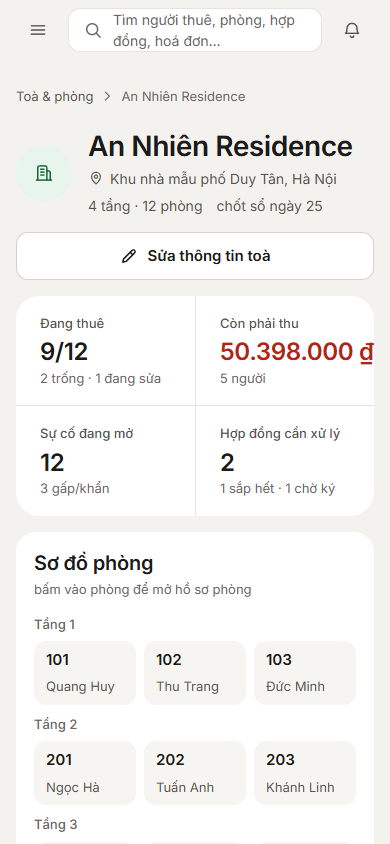 Tìm người thuê, phòng, hợp
đồng, hoá đơn...
Toà & phòng > An Nhiên Residence
An Nhiên Residence
Khu nhà mẫu phố Duy Tân, Hà Nội
4 tầng · 12 phòng chốt sổ ngày 25
Sửa thông tin toà
Đang thuê
9/12
2 trống · 1 đang sửa
Còn phải thu
50.398.000 ₫
5 người
Sự cố đang mở
12
3 gấp/khẩn
Hợp đồng cần xử lý
2
1 sắp hết · 1 chờ ký
Sơ đồ phòng
bấm vào phòng để mở hồ sơ phòng
Tầng 1
101 102 103
Quang Huy Thu Trang Đức Minh
Tầng 2
201 202 203
Ngọc Hà Tuấn Anh Khánh Linh
Tầng 3